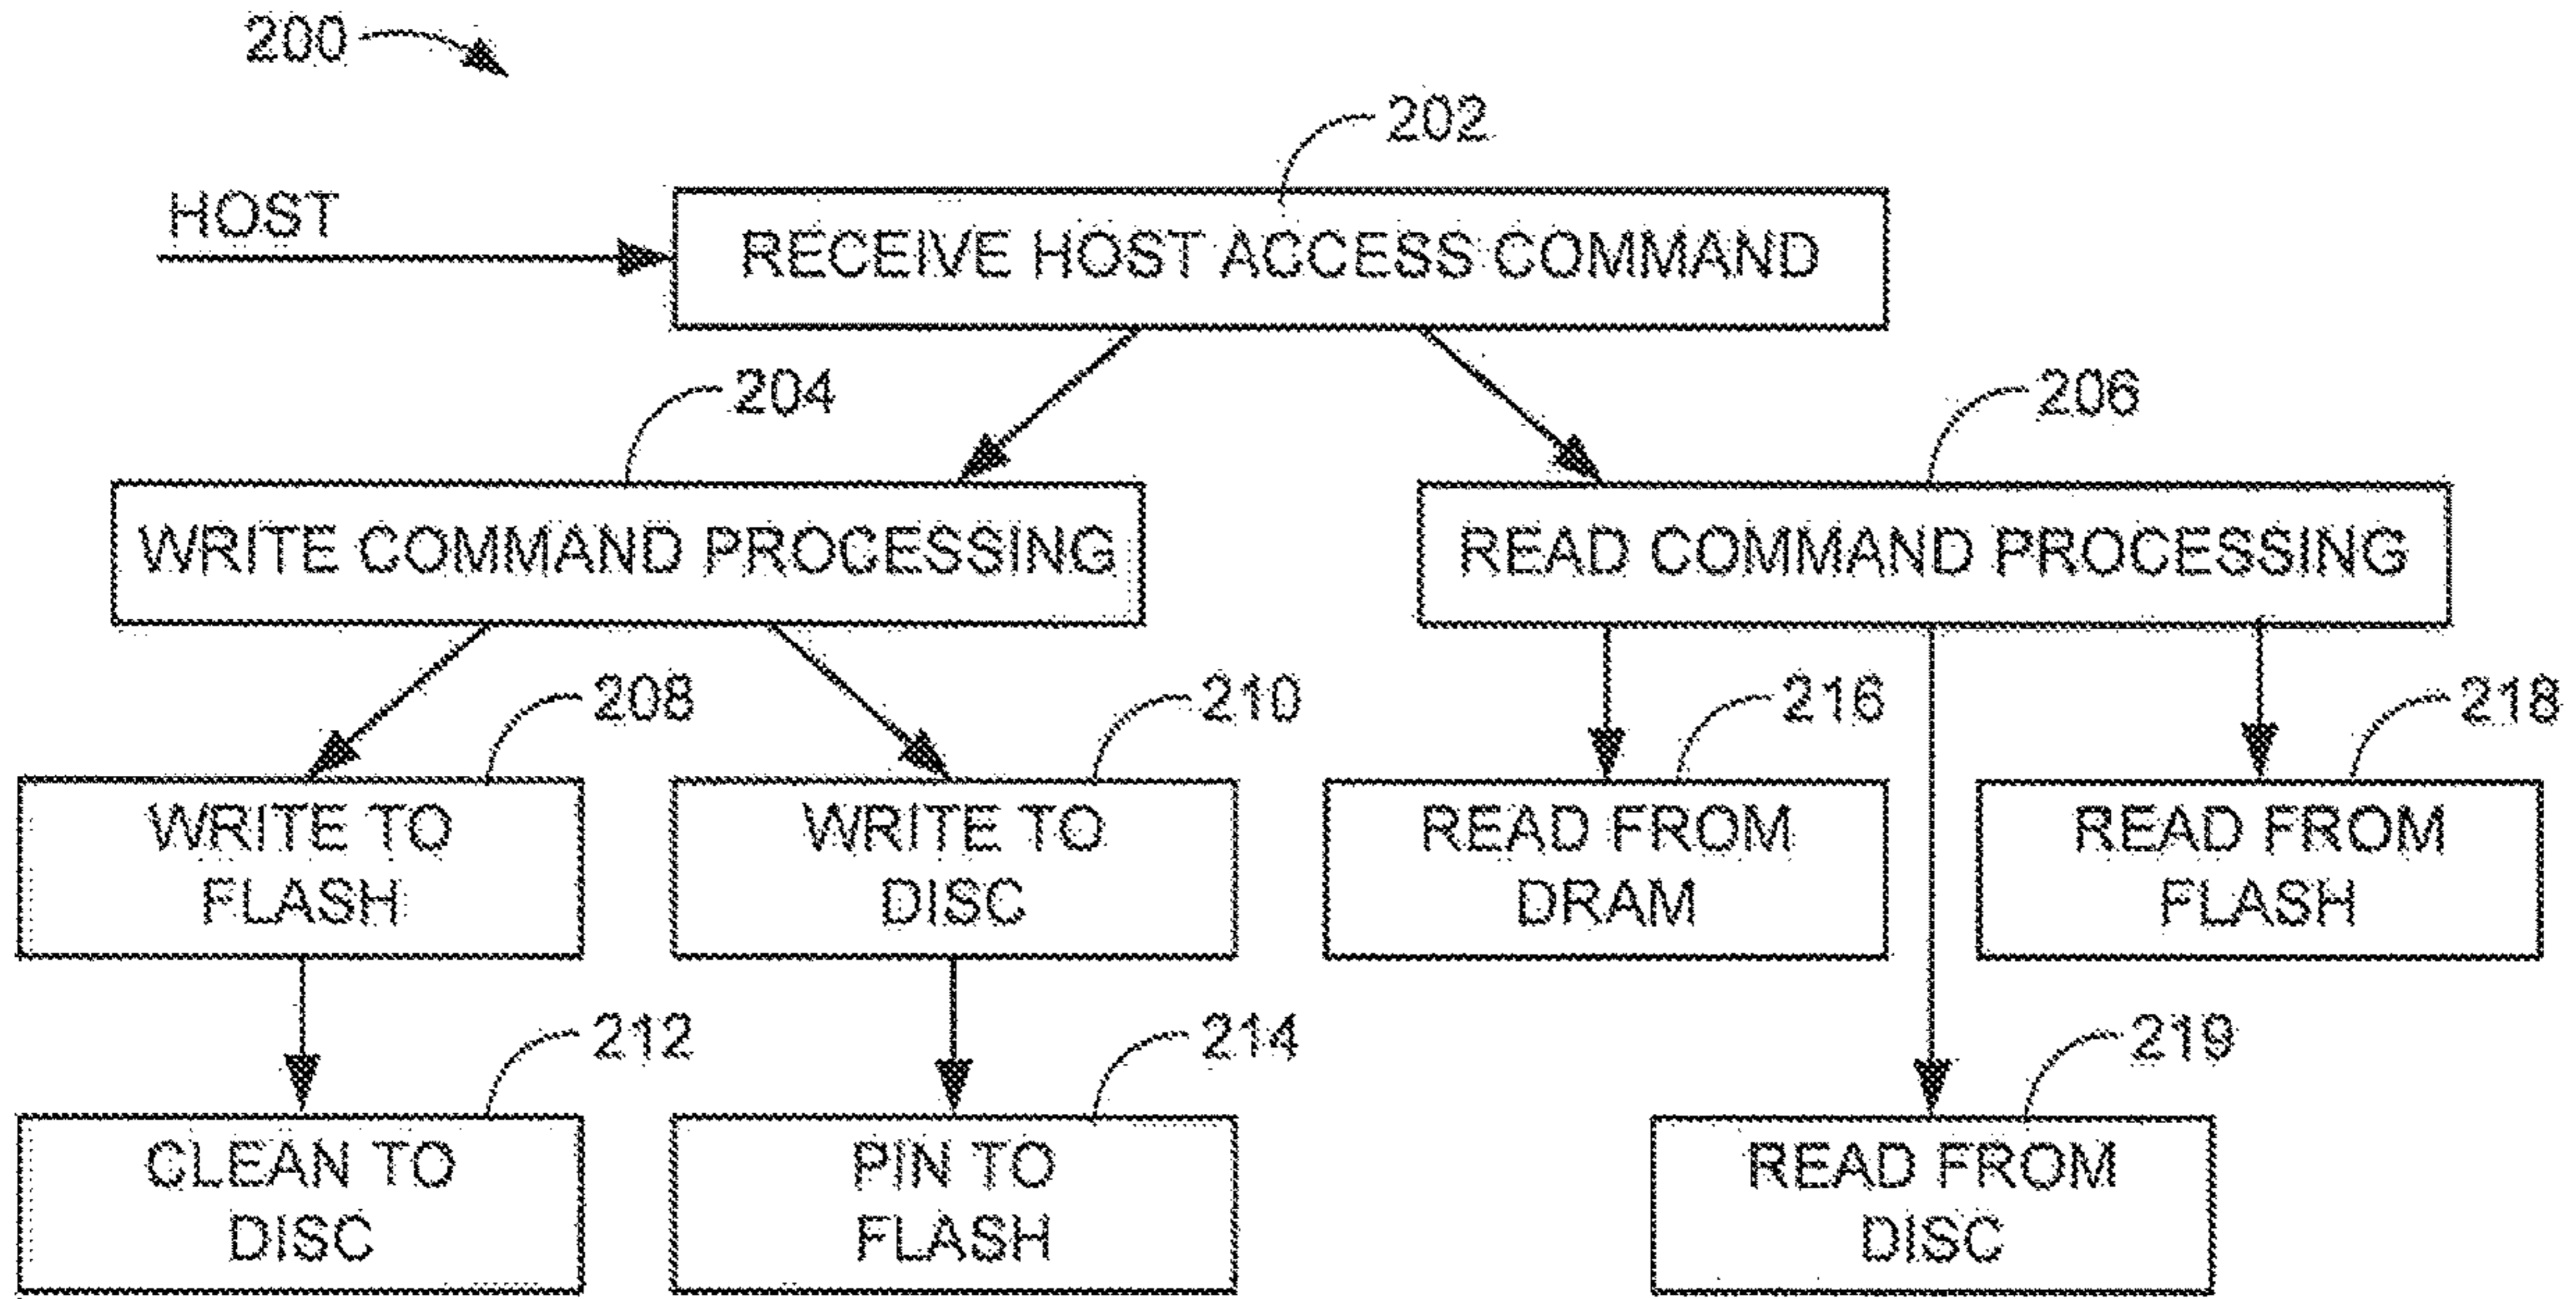 200
202
HOST
RECEIVE HOST ACCESS COMMAND
204
206
WRITE COMMAND PROCESSING
READ COMMAND PROCESSING
208
210
216
218
WRITE TO
FLASH
WRITE TO
DISC
READ FROM
DRAM
READ FROM
FLASH
212
214
219
CLEAN TO
DISC
PIN TO
FLASH
READ FROM
DISC